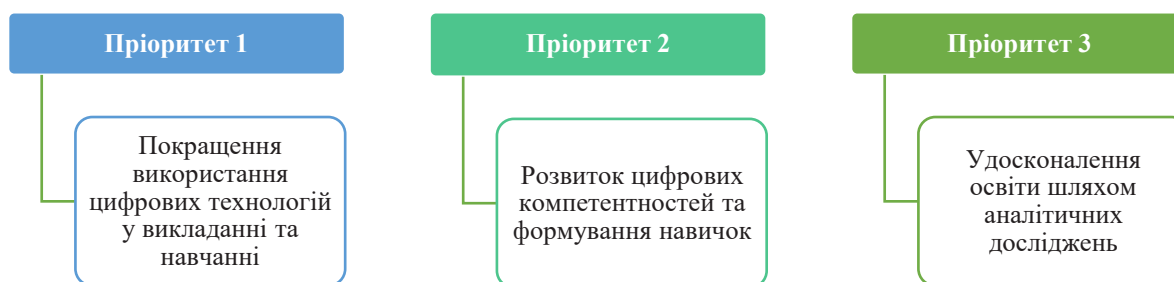 Пріоритет 1
Покращення
використання
цифрових технологій
у викладанні та
навчанні
Пріоритет 2
Розвиток цифрових
компетентностей та
формування навичок
Пріоритет 3
Удосконалення
освіти шляхом
аналітичних
досліджень